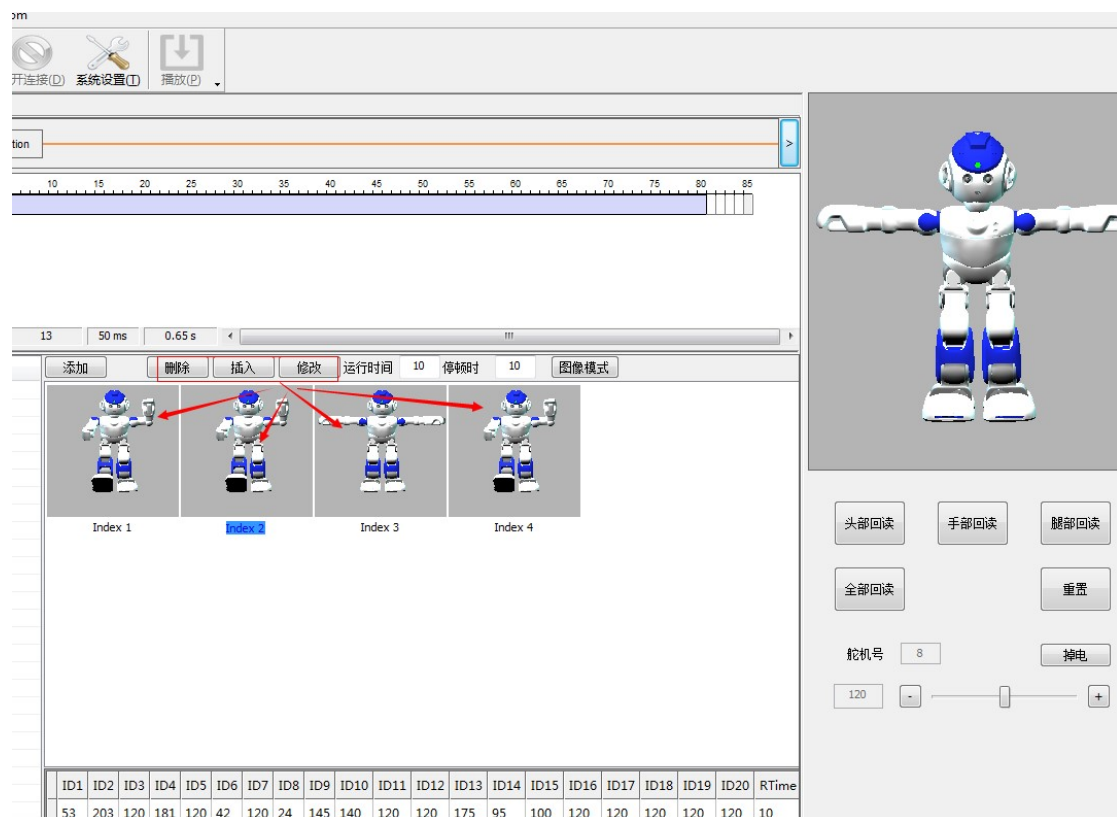 om
开连接(D) 系统设置(T) 播放(P)
tion >
10 15 20 25 30 35 40 45 50 55 60 65 70 75 80 85
13 50 ms 0.65 s
添加 删除 插入 修改 运行时间 10 停顿时 10 图像模式
Index 1 Index 2 Index 3 Index 4
头部回读 手部回读 腿部回读
全部回读 重置
舵机号 8 掉电
120 - +
ID1 ID2 ID3 ID4 ID5 ID6 ID7 ID8 ID9 ID10 ID11 ID12 ID13 ID14 ID15 ID16 ID17 ID18 ID19 ID20 RTime
53 203 120 181 120 42 120 24 145 140 120 120 175 95 100 120 120 120 120 120 10